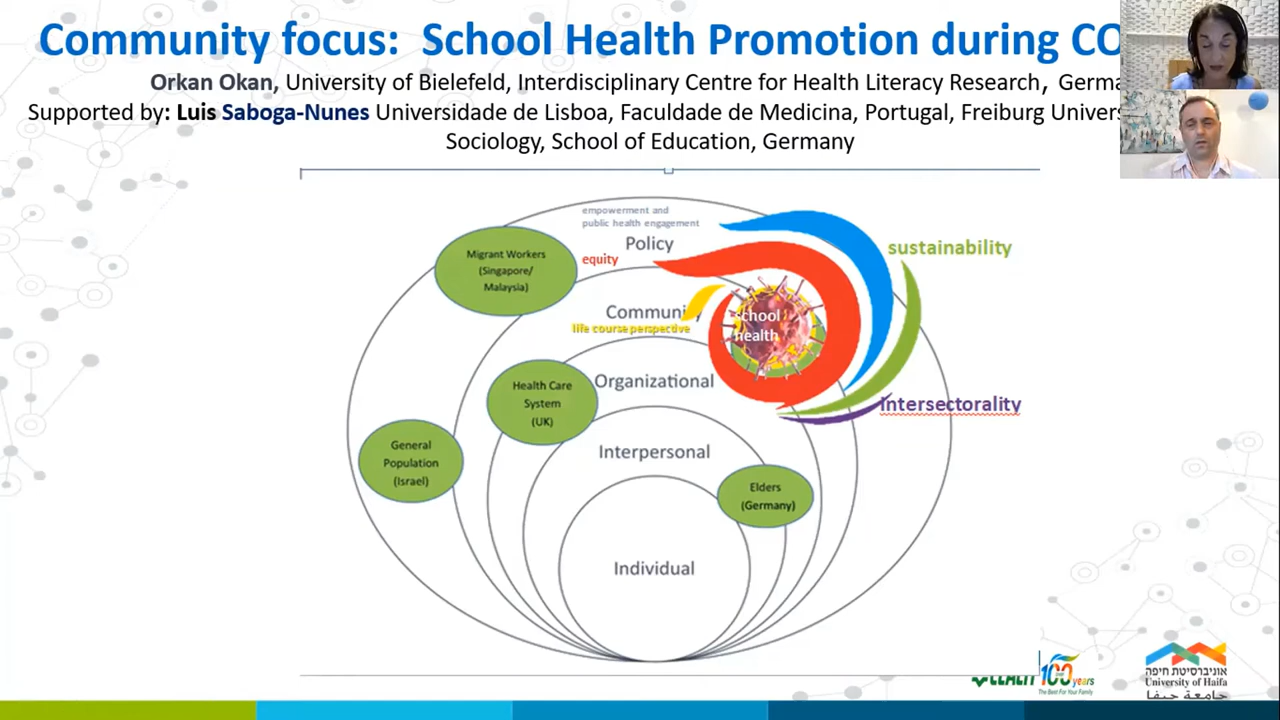 Community focus: School Health Promotion during CO
Orkan Okan, University of Bielefeld, Interdisciplinary Centre for Health Literacy Research, Germa
Supported by: Luis Saboga-Nunes Universidade de Lisboa, Faculdade de Medicina, Portugal, Freiburg Univers
Sociology, School of Education, Germany
empowerment and
public health engagement
Policy
equity
sustainability
Migrant Workers
(Singapore/
Malaysia)
Communit
life course perspective
school
health
Organizational
Health Care
System
(UK)
intersectorality
General
Population
(Israel)
Interpersonal
Elders
(Germany)
Individual
100 years
The Best For Your Family
אוניברסיטת חיפה
University of Haifa
جامعة حيفا